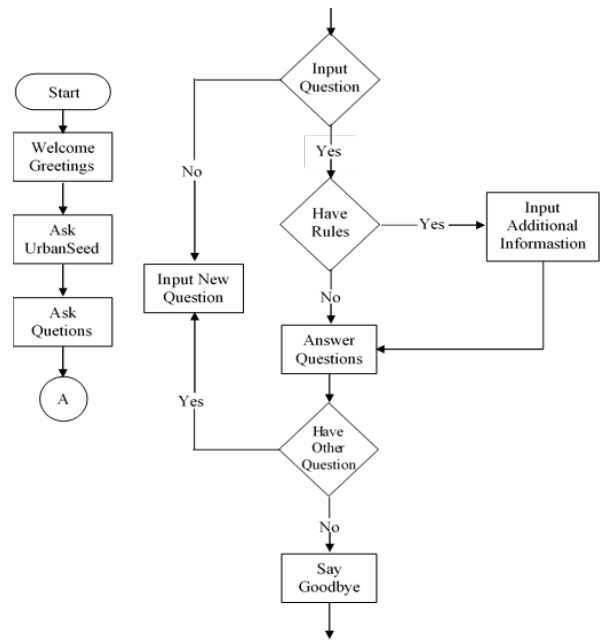 Start
Welcome
Greetings
Ask
UrbanSeed
Ask
Quetions
A
Input
Question
Yes
No
Have
Rules
Yes
Input
Additional
Informastion
No
Input New
Question
Answer
Questions
Yes
Have
Other
Question
No
Say
Goodbye